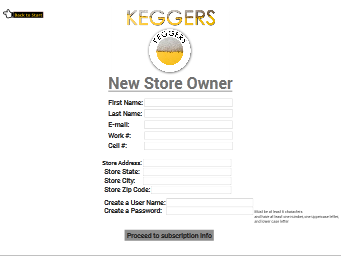 Back to Start
KEGGERS
KEGGERS
New Store Owner
First Name:
Last Name:
E-mail:
Work #:
Cell #:
Store Address:
Store State:
Store City:
Store Zip Code:
Create a User Name:
Create a Password:
Must be at least 8 characters
and have at least one number, one uppercase letter,
and lower case letter
Proceed to subscription info